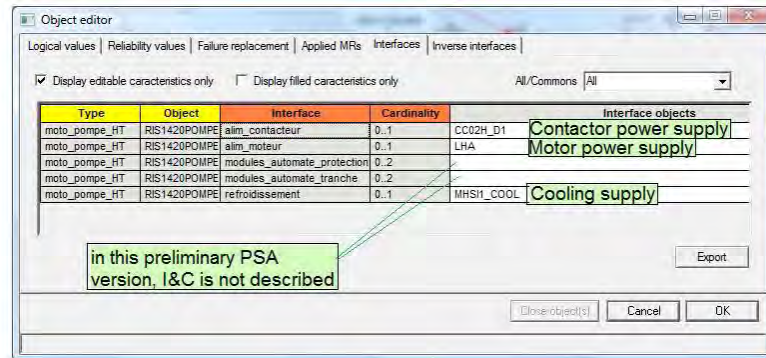 Object editor
Logical values Reliability values Failure replacement Applied MRs Interfaces Inverse interfaces
Display editable caracteristics only Display filled caracteristics only All/Commons All
Type Object Interface Cardinality Interface objects
moto_pompe_HT RIS1420POMPE alim_contacteur 0..1 CC02H_D1 Contactor power supply
moto_pompe_HT RIS1420POMPE alim_moteur 0..1 LHA Motor power supply
moto_pompe_HT RIS1420POMPE modules_automate_protection 0..2
moto_pompe_HT RIS1420POMPE modules_automate_tranche 0..2
moto_pompe_HT RIS1420POMPE refroidissement 0..1 MHSI1_COOL Cooling supply
in this preliminary PSA
version, I&C is not described
Export
Close object(s) Cancel OK